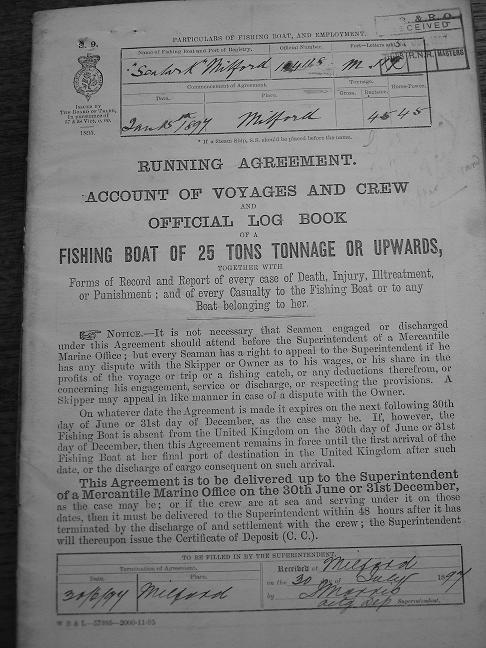 S. 9.
PARTICULARS OF FISHING BOAT, AND EMPLOYMENT.
RECEIVED
Name of Fishing Boat and Port of Registry.
Official Number.
Port-Letters and
R.N.R.
MASTERS
Milford
M
Commencement of Agreement.
Tonnage.
Horse-Power.
Date.
Place.
Gross.
Register.
Milford
45
45
* If a Steam Ship, S.S. should be placed before the name.
ISSUED BY
THE BOARD OF TRADE,
In pursuance of
57 & 58 Vict. c. 60.
1895.
RUNNING AGREEMENT.
ACCOUNT OF VOYAGES AND CREW
AND
OFFICIAL LOG BOOK
OF A
FISHING BOAT OF 25 TONS TONNAGE OR UPWARDS,
TOGETHER WITH
Forms of Record and Report of every case of Death, Injury, Illtreatment,
or Punishment; and of every Casualty to the Fishing Boat or to any
Boat belonging to her.
NOTICE.—It is not necessary that Seamen engaged or discharged
under this Agreement should attend before the Superintendent of a Mercantile
Marine Office; but every Seaman has a right to appeal to the Superintendent if he
has any dispute with the Skipper or Owner as to his wages, or his share in the
profits of the voyage or trip or a fishing catch, or any deductions therefrom, or
concerning his engagement, service or discharge, or respecting the provisions. A
Skipper may appeal in like manner in case of a dispute with the Owner.
On whatever date the Agreement is made it expires on the next following 30th
day of June or 31st day of December, as the case may be. If, however, the
Fishing Boat is absent from the United Kingdom on the 30th day of June or 31st
day of December, then this Agreement remains in force until the first arrival of the
Fishing Boat at her final port of destination in the United Kingdom after such
date, or the discharge of cargo consequent on such arrival.
This Agreement is to be delivered up to the Superintendent
of a Mercantile Marine Office on the 30th June or 31st December,
as the case may be; or if the crew are at sea and serving under it on those
dates, then it must be delivered to the Superintendent within 48 hours after it has
terminated by the discharge of and settlement with the crew; the Superintendent
will thereupon issue the Certificate of Deposit (C. C.).
TO BE FILLED IN BY THE SUPERINTENDENT.
Termination of Agreement.
Date.
Place.
30/6/97
Milford
Received at Milford
on the 30 of July 1897
by
Superintendent.